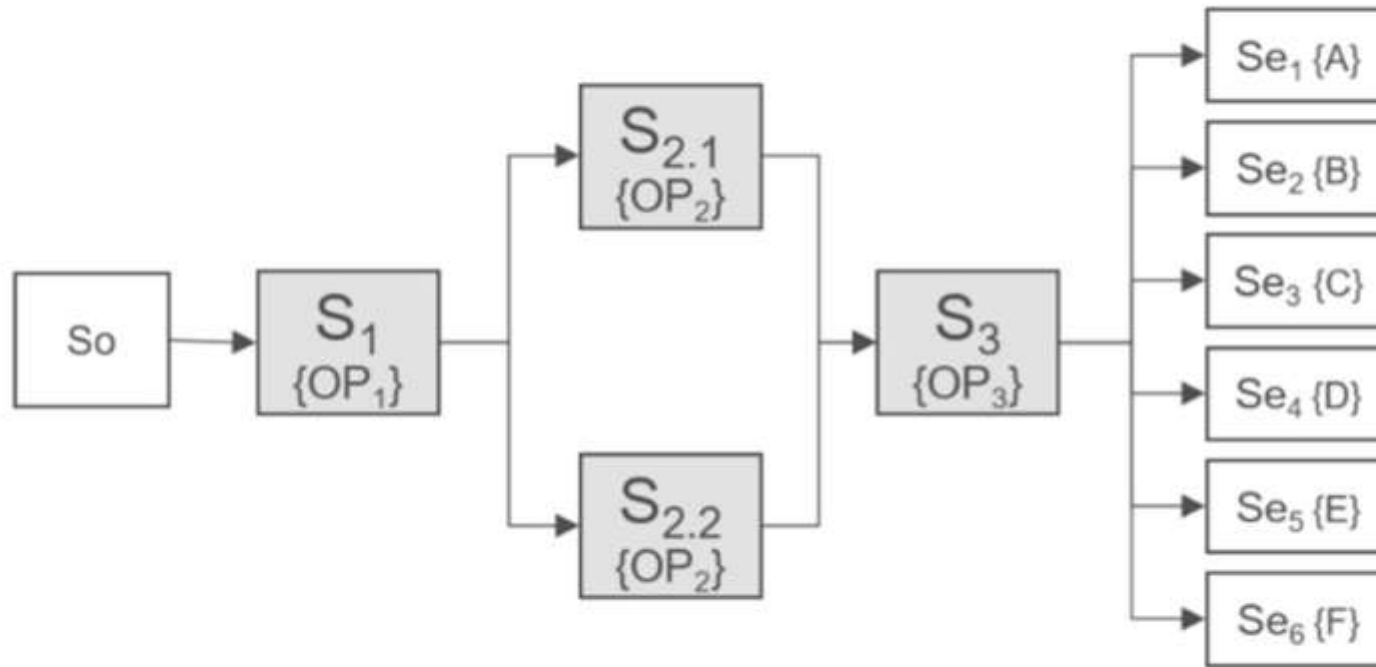 So
S₁
{OP₁}
S₂.₁
{OP₂}
S₂.₂
{OP₂}
S₃
{OP₃}
Se₁ {A}
Se₂ {B}
Se₃ {C}
Se₄ {D}
Se₅ {E}
Se₆ {F}